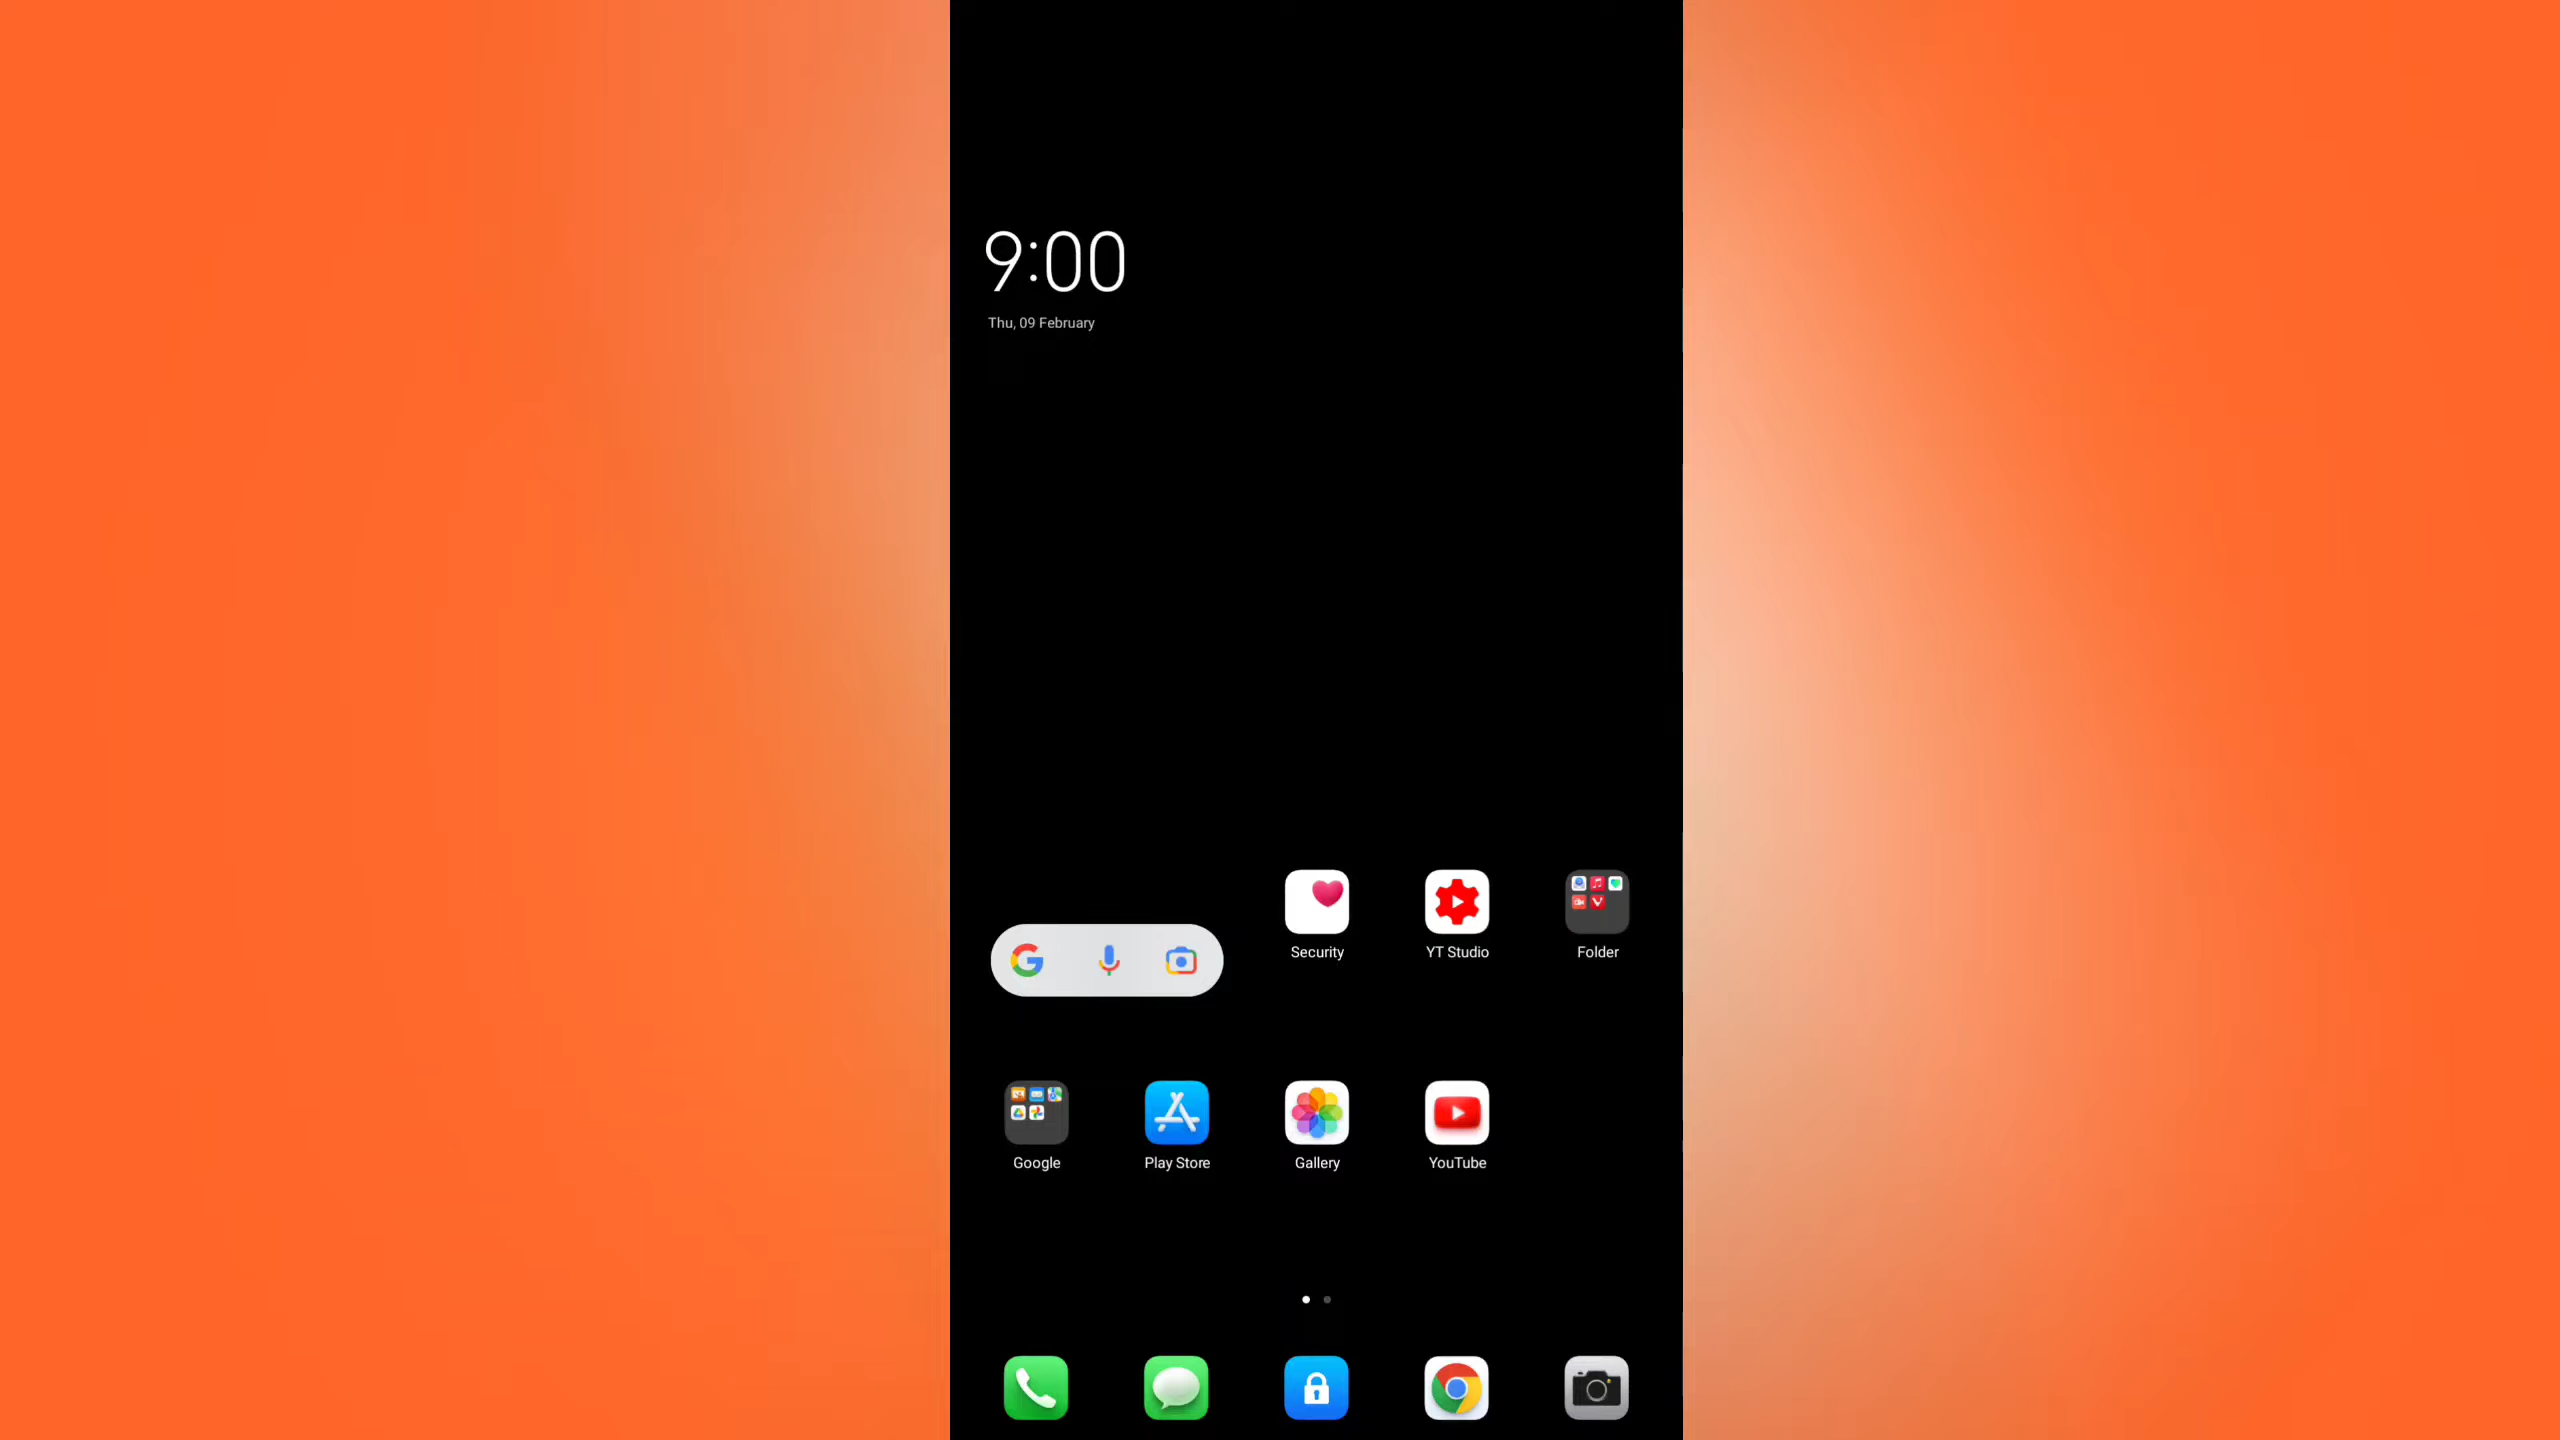 9:00
Thu, 09 February
Security
YT Studio
Folder
Google
Play Store
Gallery
YouTube